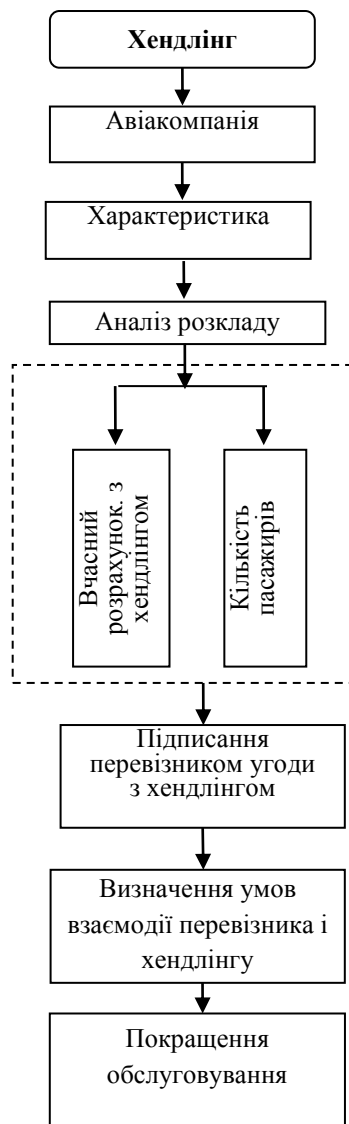 Хендлінг
Авіакомпанія
Характеристика
Аналіз розкладу
Вчасний
розрахунок. з
хендлінгом
Кількість
пасажирів
Підписання
перевізником угоди
з хендлінгом
Визначення умов
взаємодії перевізника і
хендлінгу
Покращення
обслуговування